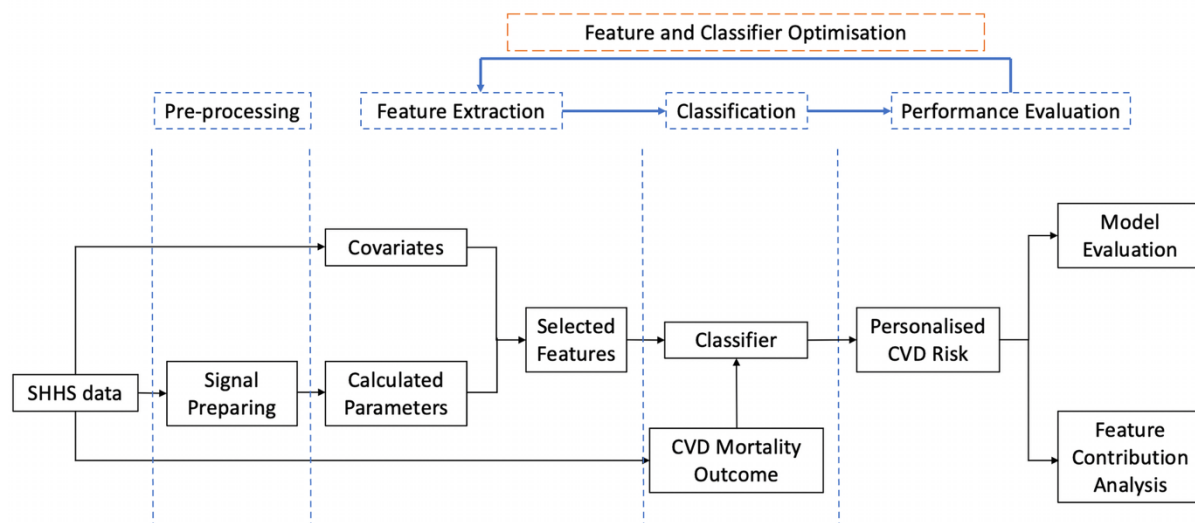 Feature and Classifier Optimisation
Pre-processing
Feature Extraction
Classification
Performance Evaluation
Covariates
Model
Evaluation
Selected
Features
Classifier
Personalised
CVD Risk
SHHS data
Signal
Preparing
Calculated
Parameters
CVD Mortality
Outcome
Feature
Contribution
Analysis